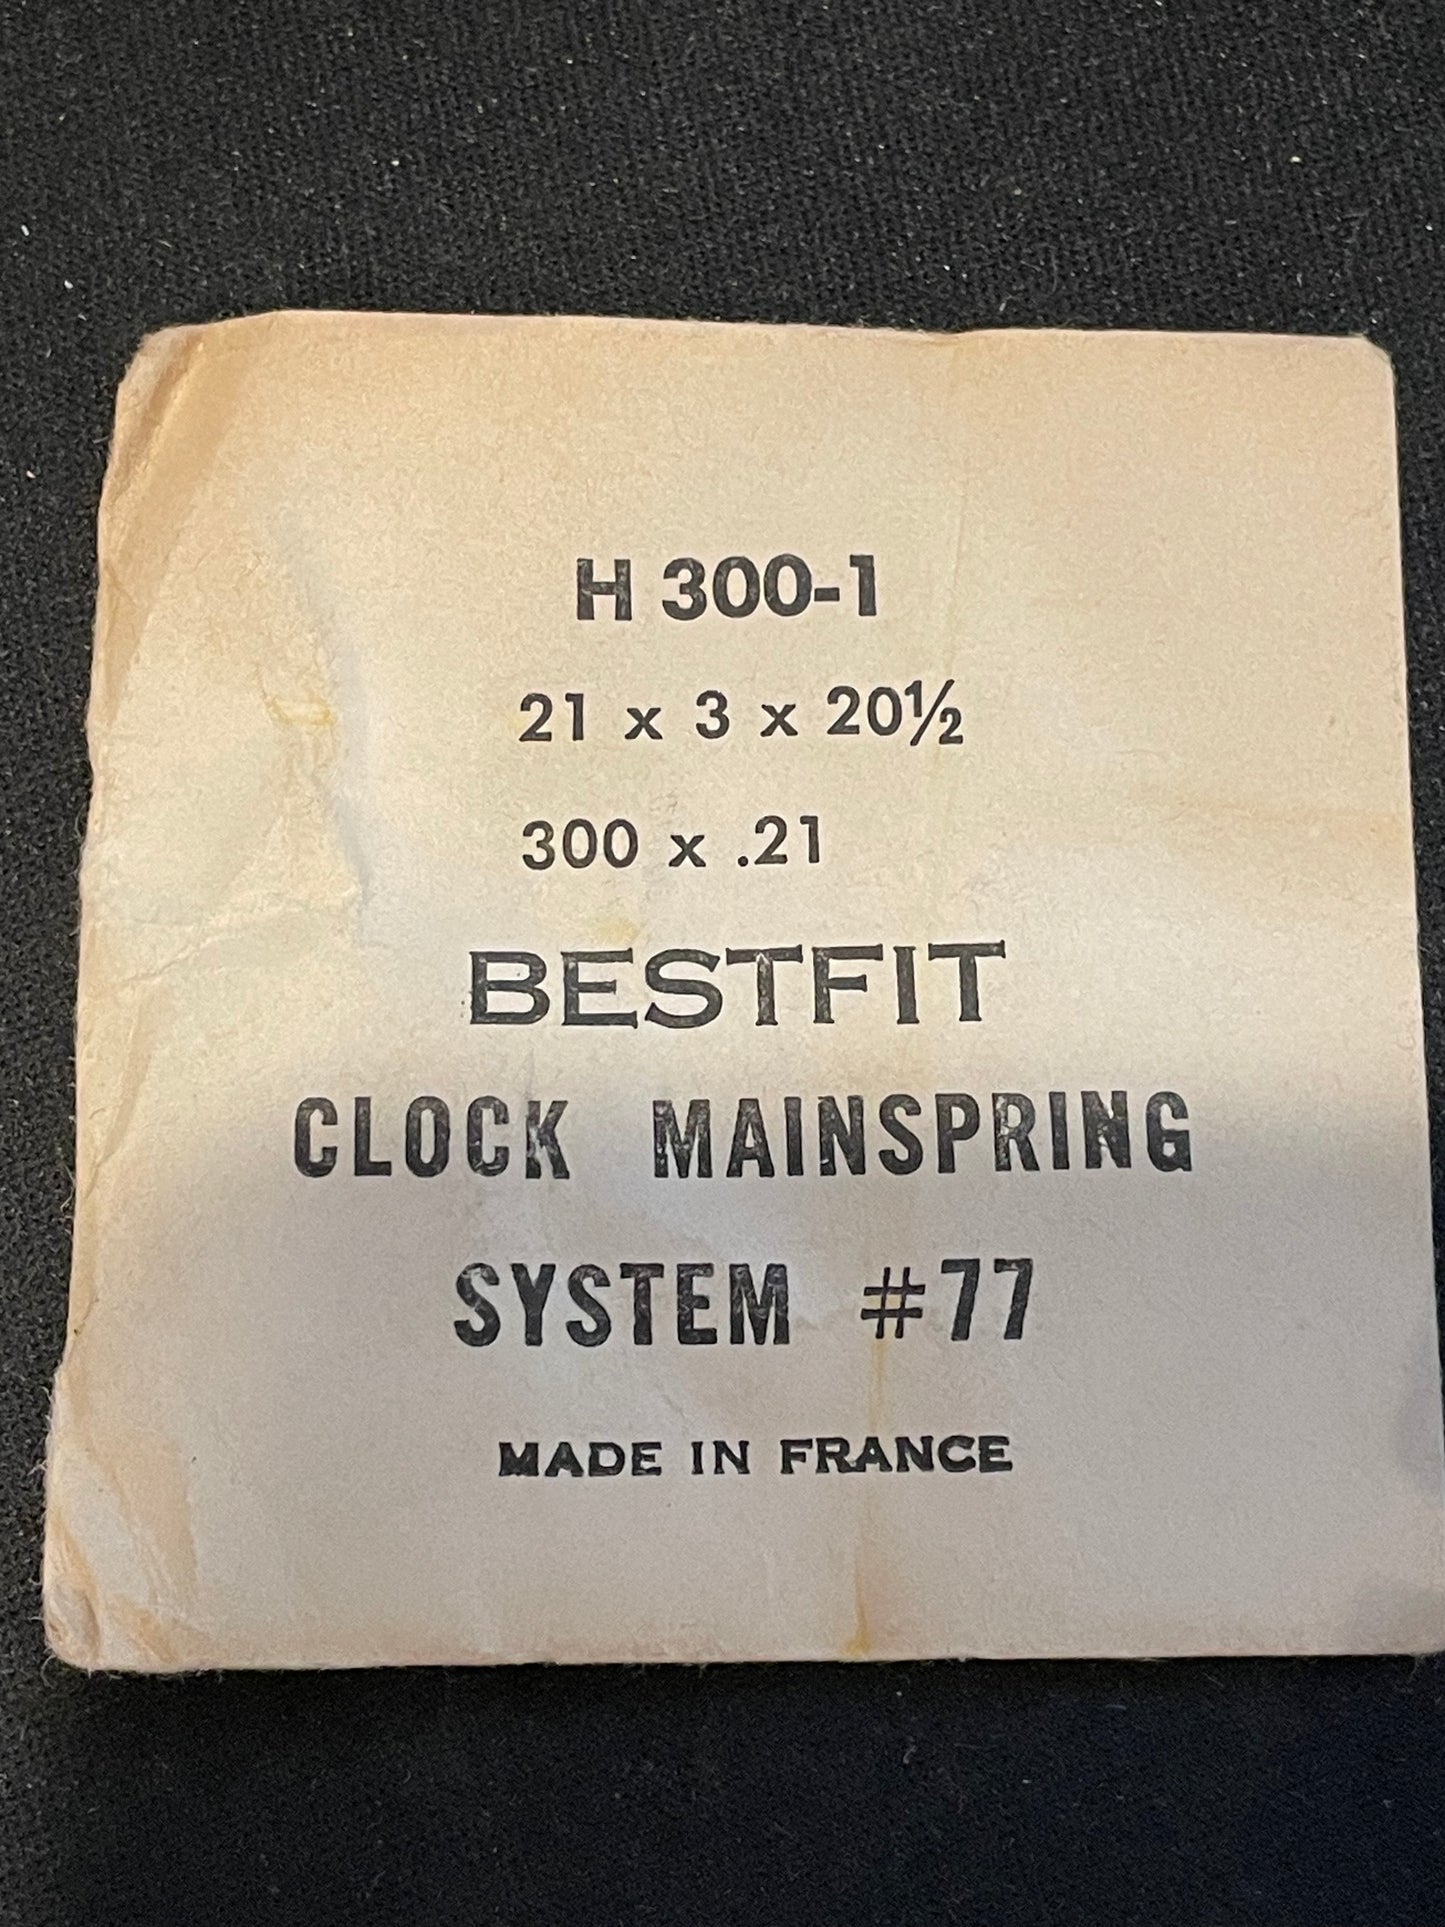 H 300-1
21 x 3 x 20½
300 x .21
BESTFIT
CLOCK MAINSPRING
SYSTEM #77
MADE IN FRANCE